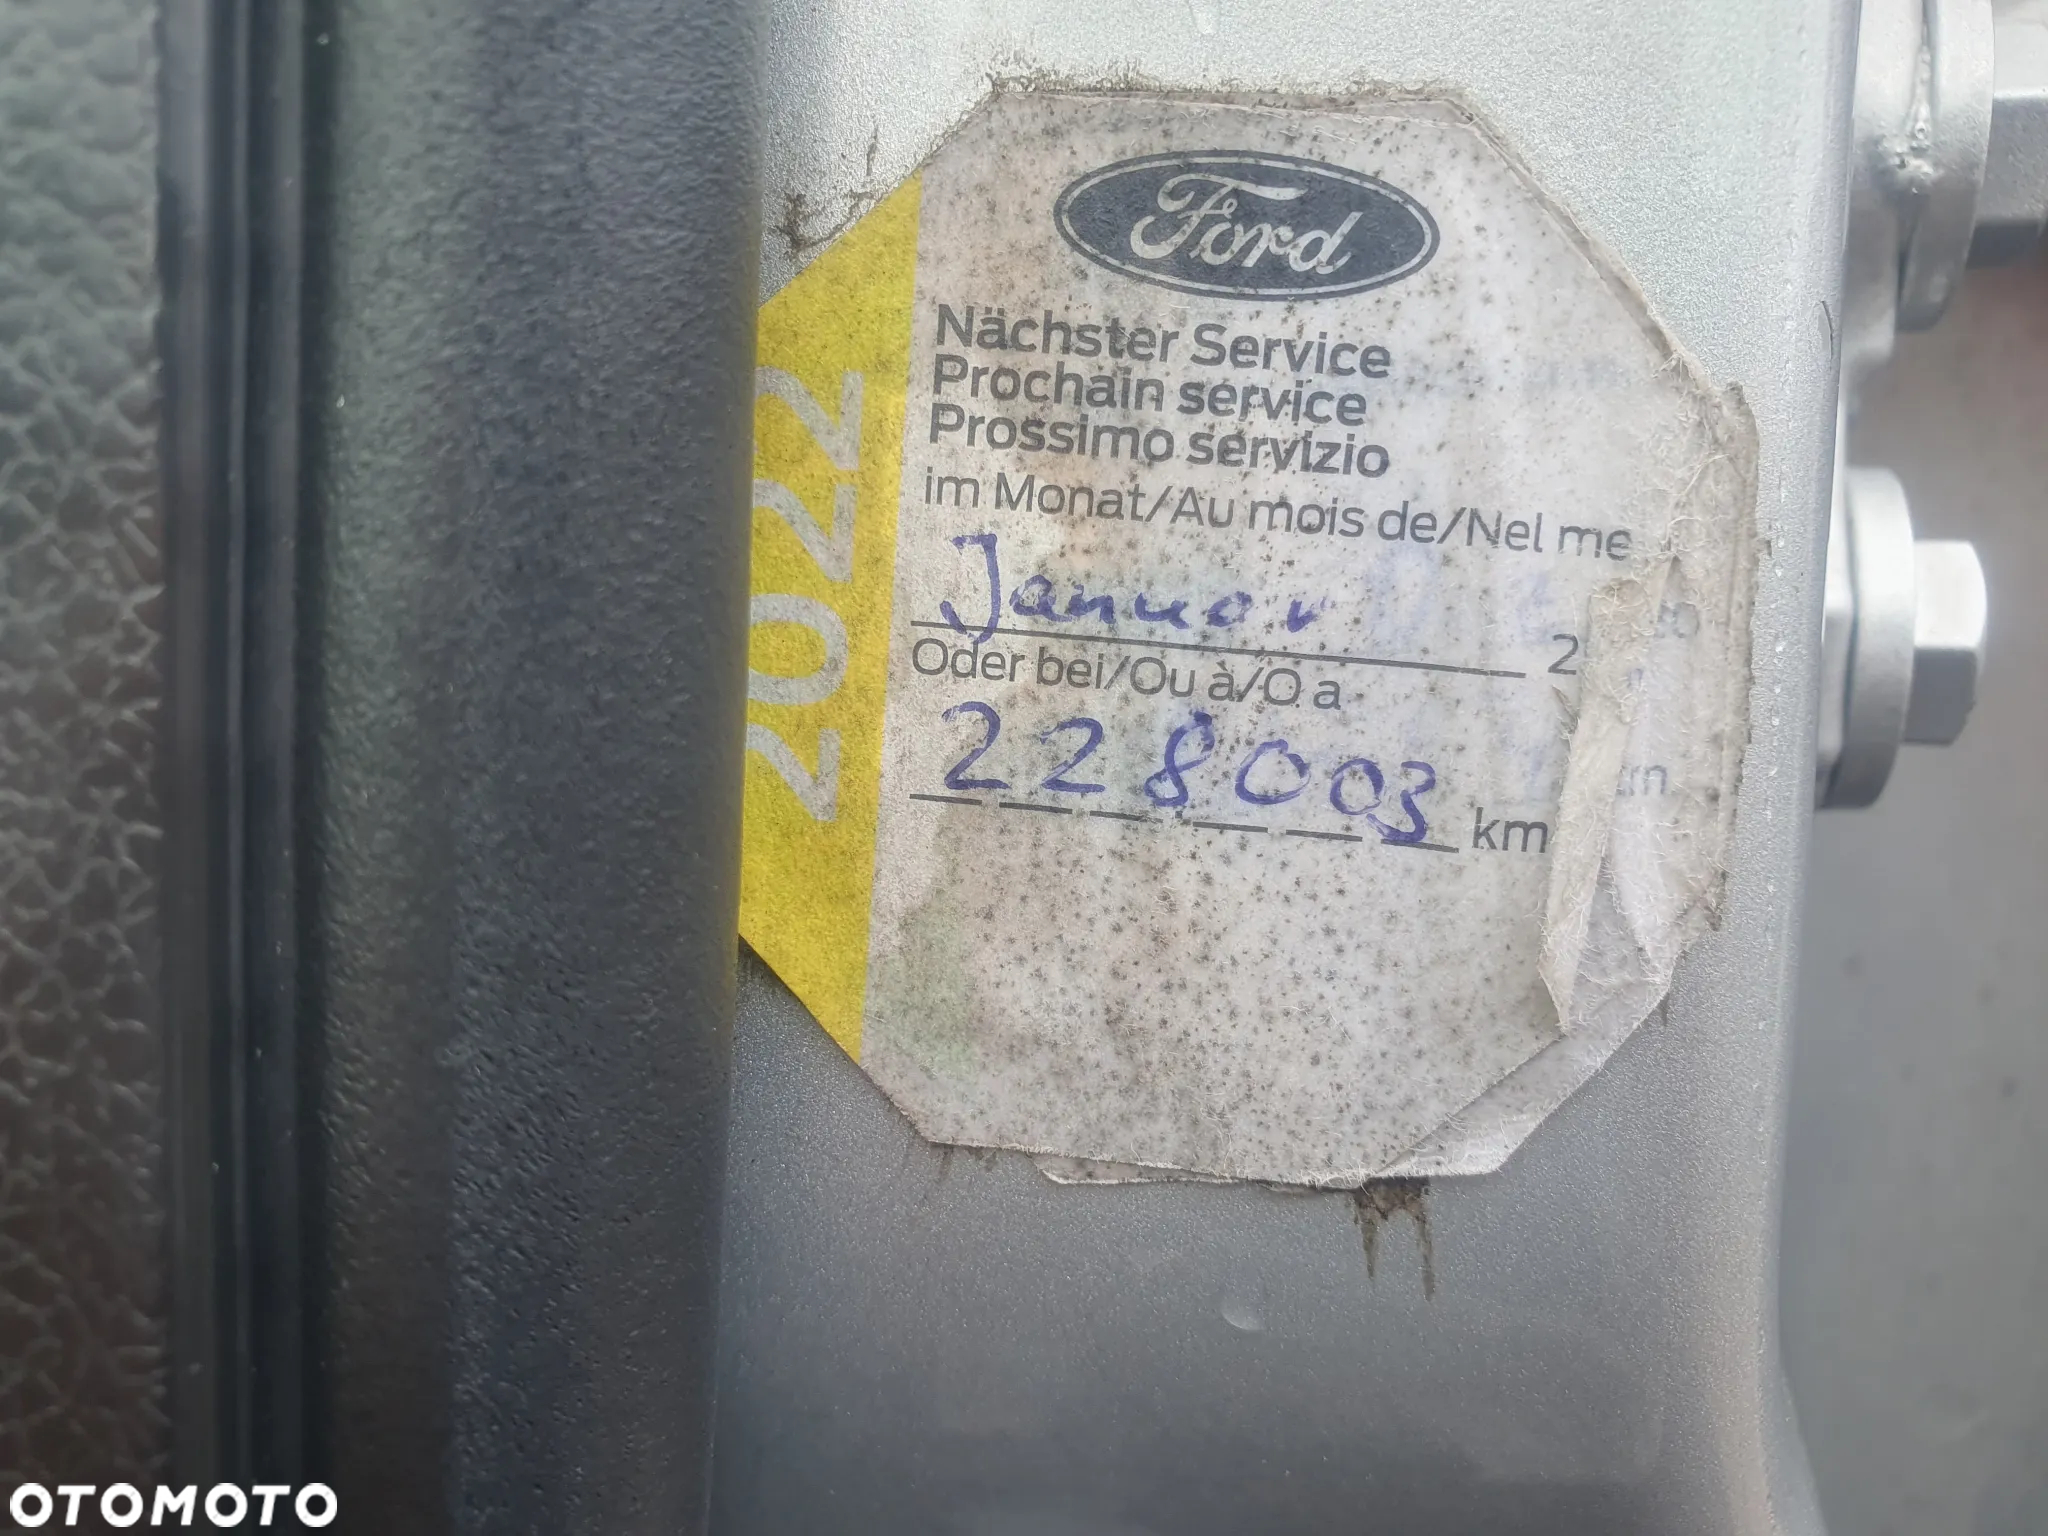 Ford
Nächster Service
Prochain service
Prossimo servizio
im Monat/Au mois de/Nel me
Januar
2
Oder bei/Ou à/O a
228003 km
2022
OTOMOTO